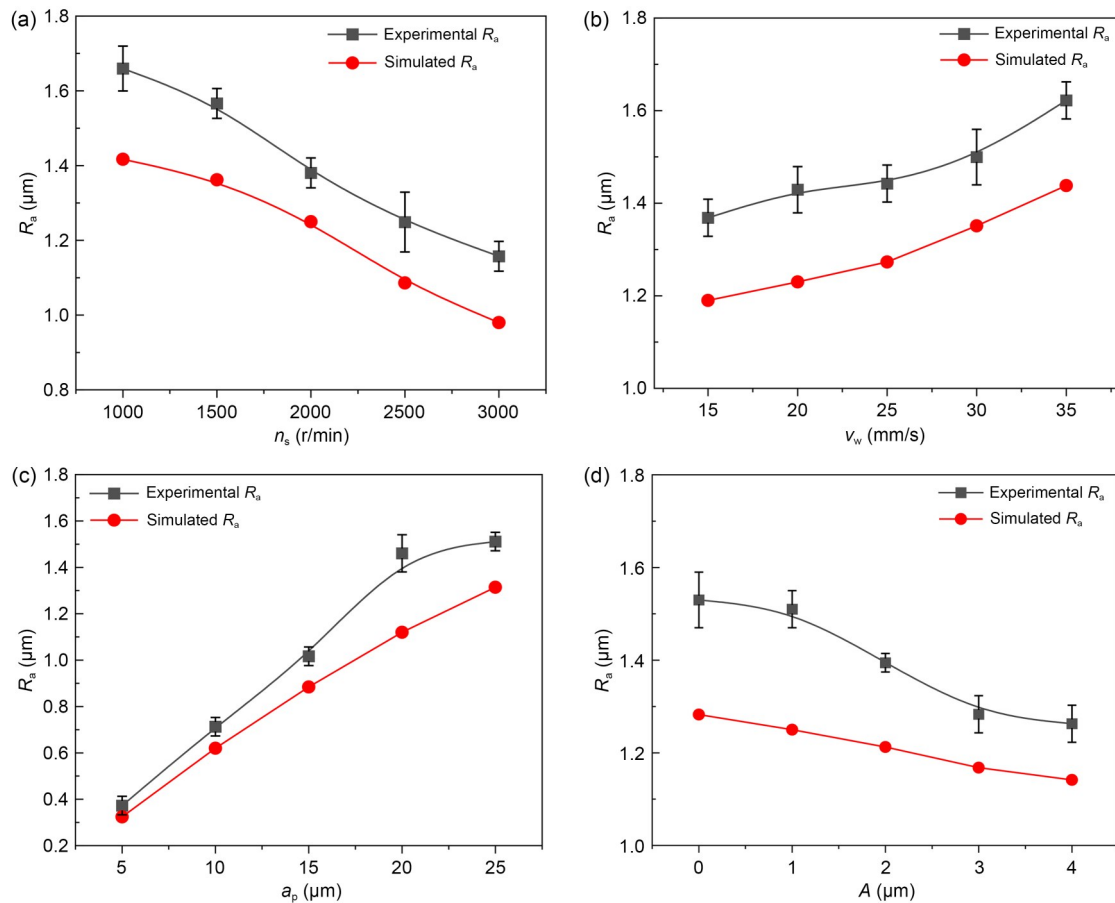 (a)
1.8
1.6
1.4
1.2
1.0
0.8
Rₐ (μm)
Experimental Rₐ
Simulated Rₐ
1000 1500 2000 2500 3000
nₛ (r/min)
(b)
1.8
1.6
1.4
1.2
1.0
Rₐ (μm)
Experimental Rₐ
Simulated Rₐ
15 20 25 30 35
v_w (mm/s)
(c)
1.8
1.6
1.4
1.2
1.0
0.8
0.6
0.4
0.2
Rₐ (μm)
Experimental Rₐ
Simulated Rₐ
5 10 15 20 25
aₚ (μm)
(d)
1.8
1.6
1.4
1.2
1.0
Rₐ (μm)
Experimental Rₐ
Simulated Rₐ
0 1 2 3 4
A (μm)